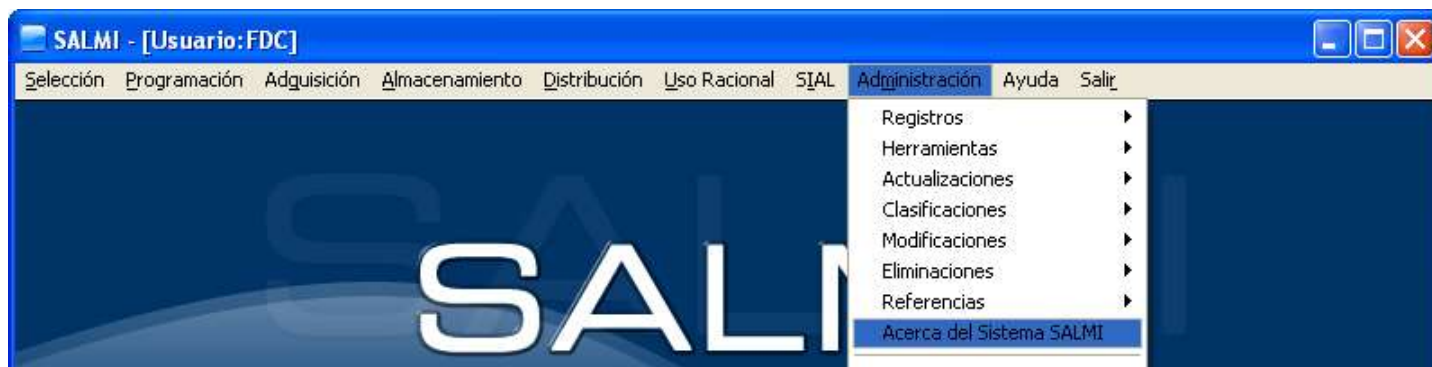 SALMI - [Usuario:FDC]
Selección Programación Adquisición Almacenamiento Distribución Uso Racional SIAL Administración Ayuda Salir
Registros
Herramientas
Actualizaciones
Clasificaciones
Modificaciones
Eliminaciones
Referencias
Acerca del Sistema SALMI
SAL